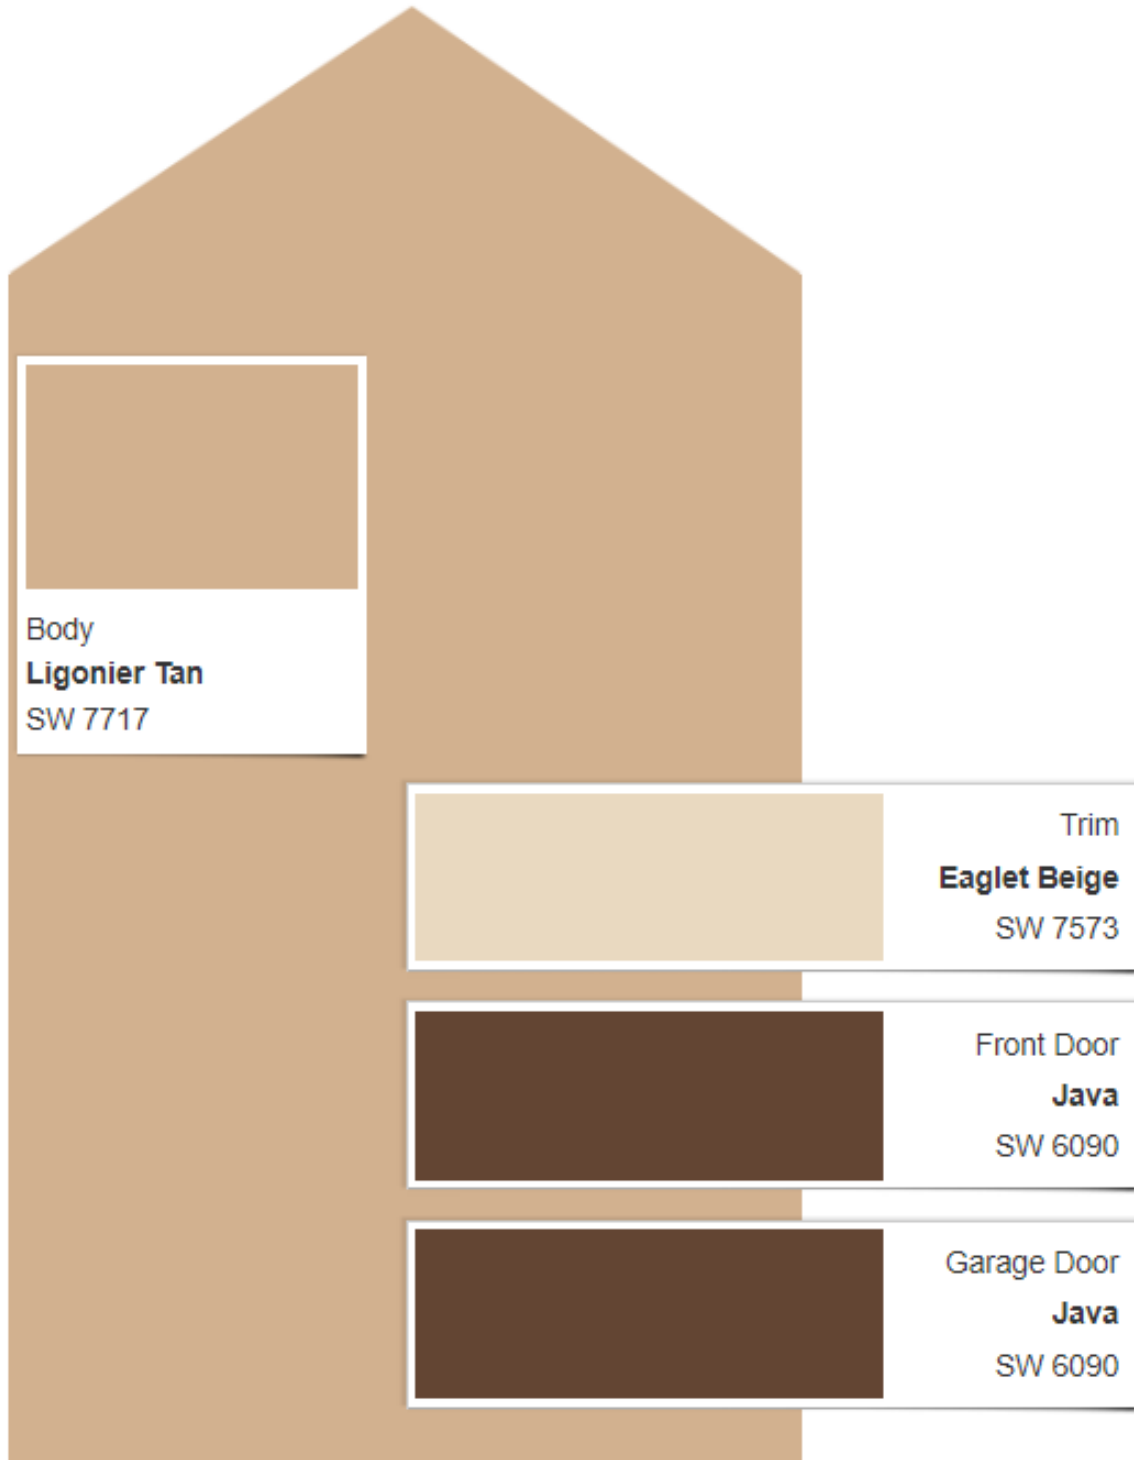 Body
Ligonier Tan
SW 7717
Trim
Eaglet Beige
SW 7573
Front Door
Java
SW 6090
Garage Door
Java
SW 6090